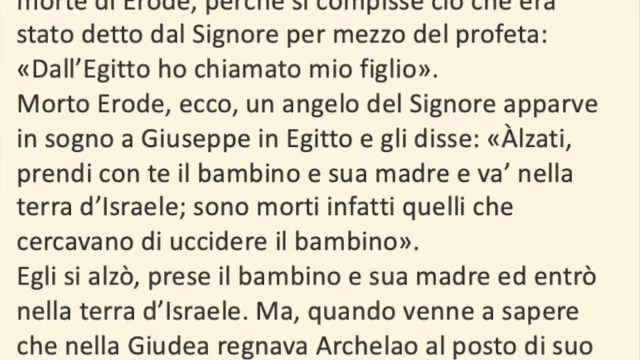 morte di Erode, perché si compisse ciò che era
stato detto dal Signore per mezzo del profeta:
«Dall’Egitto ho chiamato mio figlio».
Morto Erode, ecco, un angelo del Signore apparve
in sogno a Giuseppe in Egitto e gli disse: «Àlzati,
prendi con te il bambino e sua madre e va’ nella
terra d’Israele; sono morti infatti quelli che
cercavano di uccidere il bambino».
Egli si alzò, prese il bambino e sua madre ed entrò
nella terra d’Israele. Ma, quando venne a sapere
che nella Giudea regnava Archelao al posto di suo